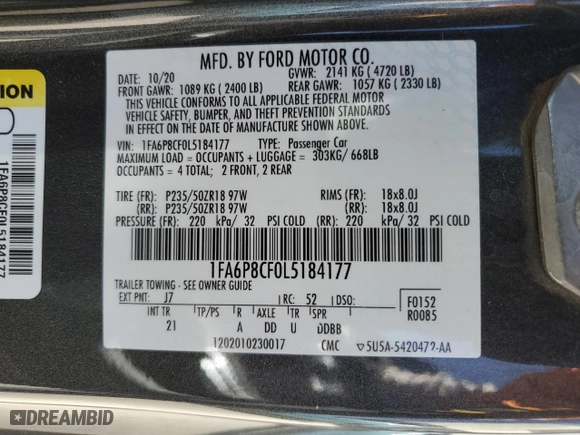 MFD. BY FORD MOTOR CO.
DATE: 10/20 GVWR: 2141 KG ( 4720 LB)
FRONT GAWR: 1089 KG ( 2400 LB) REAR GAWR: 1057 KG ( 2330 LB)
THIS VEHICLE CONFORMS TO ALL APPLICABLE FEDERAL MOTOR
VEHICLE SAFETY, BUMPER, AND THEFT PREVENTION STANDARDS
IN EFFECT ON THE DATE OF MANUFACTURE SHOWN ABOVE.
VIN: 1FA6P8CF0L5184177 TYPE: Passenger Car
MAXIMUM LOAD = OCCUPANTS + LUGGAGE = 303KG/ 668LB
OCCUPANTS = 4 TOTAL; 2 FRONT, 2 REAR
TIRE (FR): P235/50ZR18 97W RIMS (FR): 18x8.0J
(RR): P235/50ZR18 97W (RR): 18x8.0J
PRESSURE (FR): 220 kPa/ 32 PSI COLD (RR): 220 kPa/ 32 PSI COLD
1FA6P8CF0L5184177
TRAILER TOWING - SEE OWNER GUIDE
EXT PNT: J7 RC: 52 DSO: F0152
R0085
INT TR TP/PS R AXLE TR SPR
21 A DD U DDBB
1202010230017 CMC ▽5U5A-5420472-AA
TION
1FA6P8CF0L5184177
DREAMBID